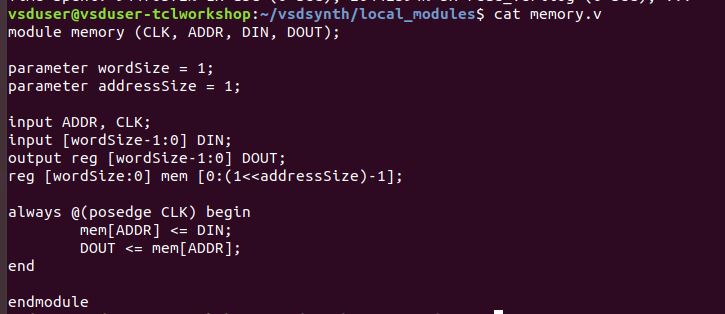 vsduser@vsduser-tclworkshop:~/vsdsynth/local_modules$ cat memory.v
module memory (CLK, ADDR, DIN, DOUT);
parameter wordSize = 1;
parameter addressSize = 1;
input ADDR, CLK;
input [wordSize-1:0] DIN;
output reg [wordSize-1:0] DOUT;
reg [wordSize:0] mem [0:(1<<addressSize)-1];
always @(posedge CLK) begin
        mem[ADDR] <= DIN;
        DOUT <= mem[ADDR];
end
endmodule